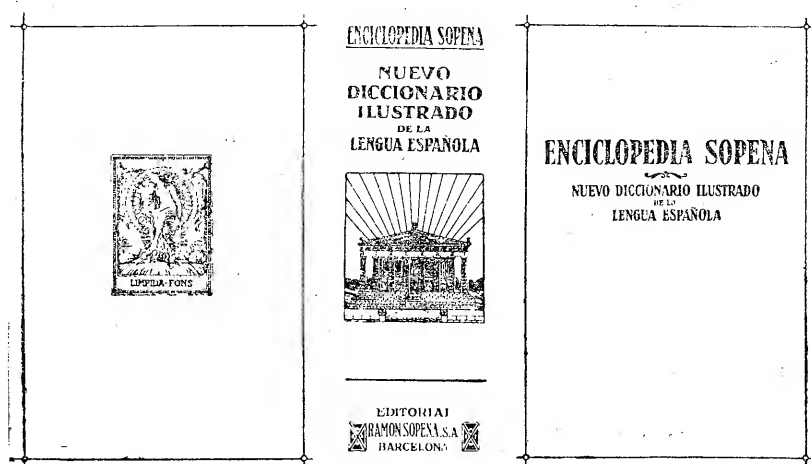 LIMPIDA-FONS
ENCICLOPEDIA SOPENA
NUEVO
DICCIONARIO
ILUSTRADO
DE LA
LENGUA ESPAÑOLA
EDITORIAL
RAMON SOPENA, S.A
BARCELONA
ENCICLOPEDIA SOPENA
NUEVO DICCIONARIO ILUSTRADO
DE LA
LENGUA ESPAÑOLA